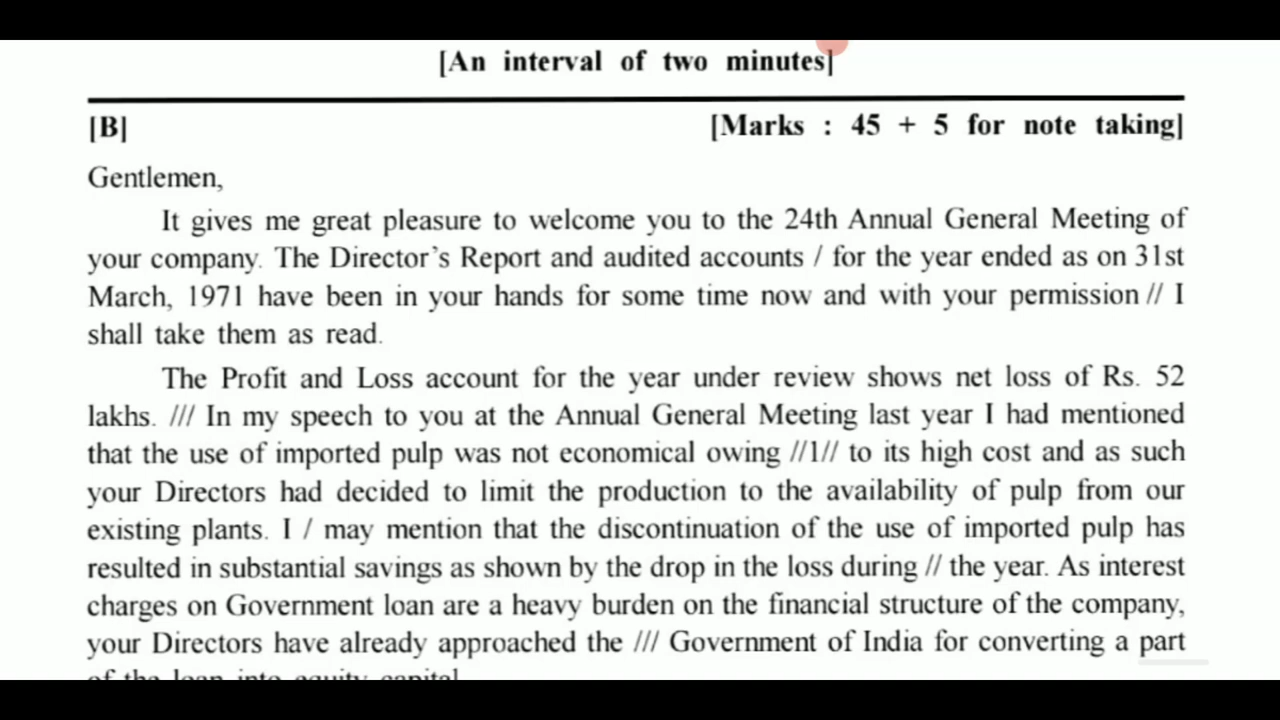 [An interval of two minutes]
[B] [Marks : 45 + 5 for note taking]
Gentlemen,
It gives me great pleasure to welcome you to the 24th Annual General Meeting of
your company. The Director's Report and audited accounts / for the year ended as on 31st
March, 1971 have been in your hands for some time now and with your permission // I
shall take them as read.
The Profit and Loss account for the year under review shows net loss of Rs. 52
lakhs. /// In my speech to you at the Annual General Meeting last year I had mentioned
that the use of imported pulp was not economical owing //1// to its high cost and as such
your Directors had decided to limit the production to the availability of pulp from our
existing plants. I / may mention that the discontinuation of the use of imported pulp has
resulted in substantial savings as shown by the drop in the loss during // the year. As interest
charges on Government loan are a heavy burden on the financial structure of the company,
your Directors have already approached the /// Government of India for converting a part
of the loan into equity capital